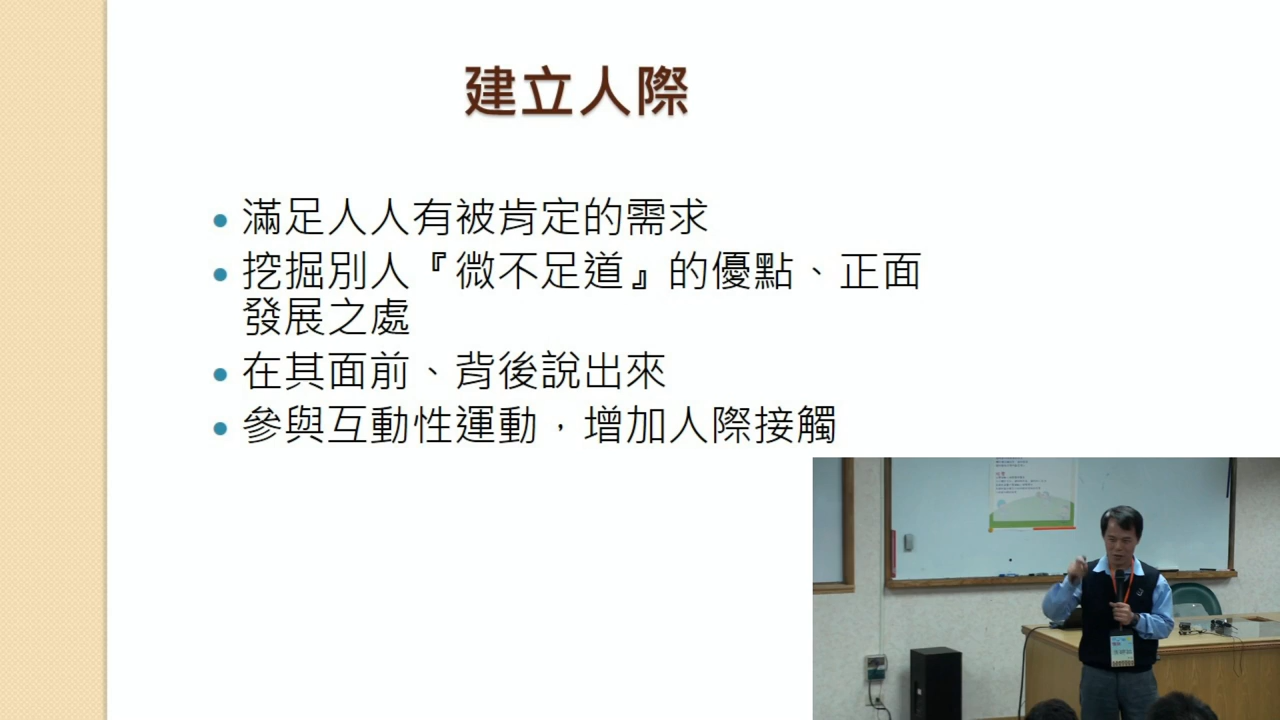 建立人際
• 滿足人人有被肯定的需求
• 挖掘別人『微不足道』的優點、正面
發展之處
• 在其面前、背後說出來
• 參與互動性運動，增加人際接觸